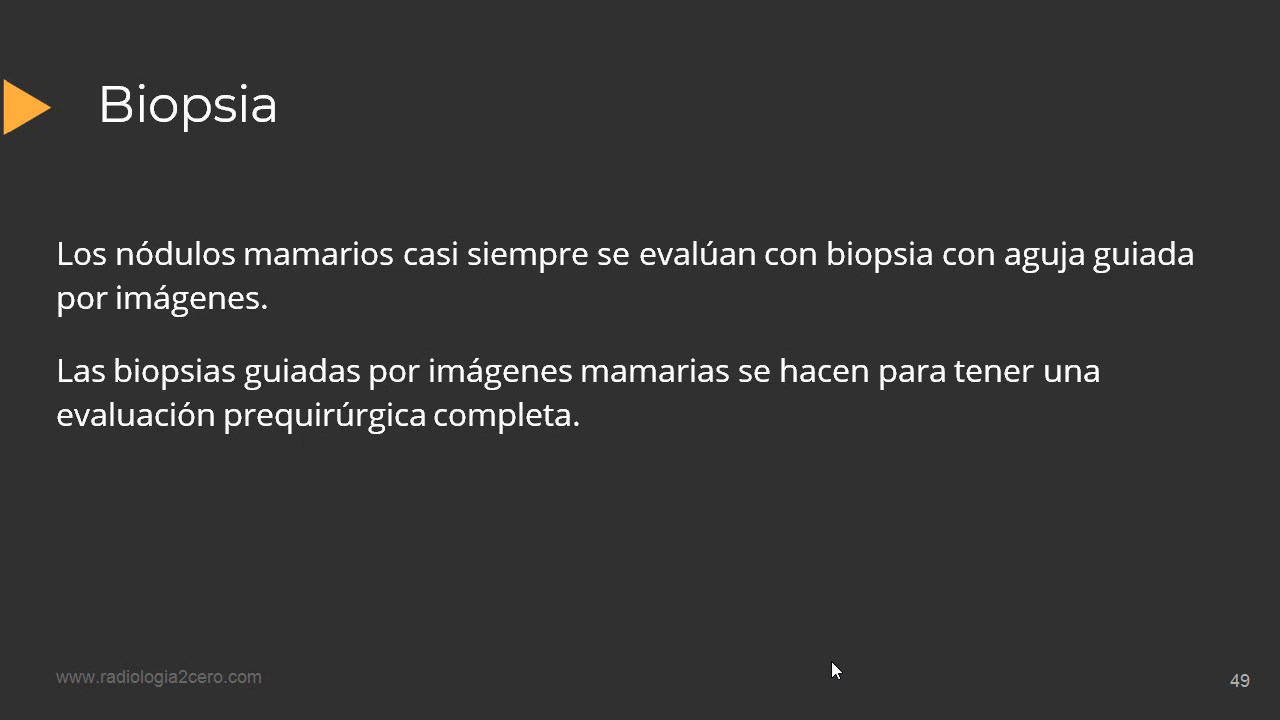 Biopsia
Los nódulos mamarios casi siempre se evalúan con biopsia con aguja guiada
por imágenes.
Las biopsias guiadas por imágenes mamarias se hacen para tener una
evaluación prequirúrgica completa.
www.radiologia2cero.com
49